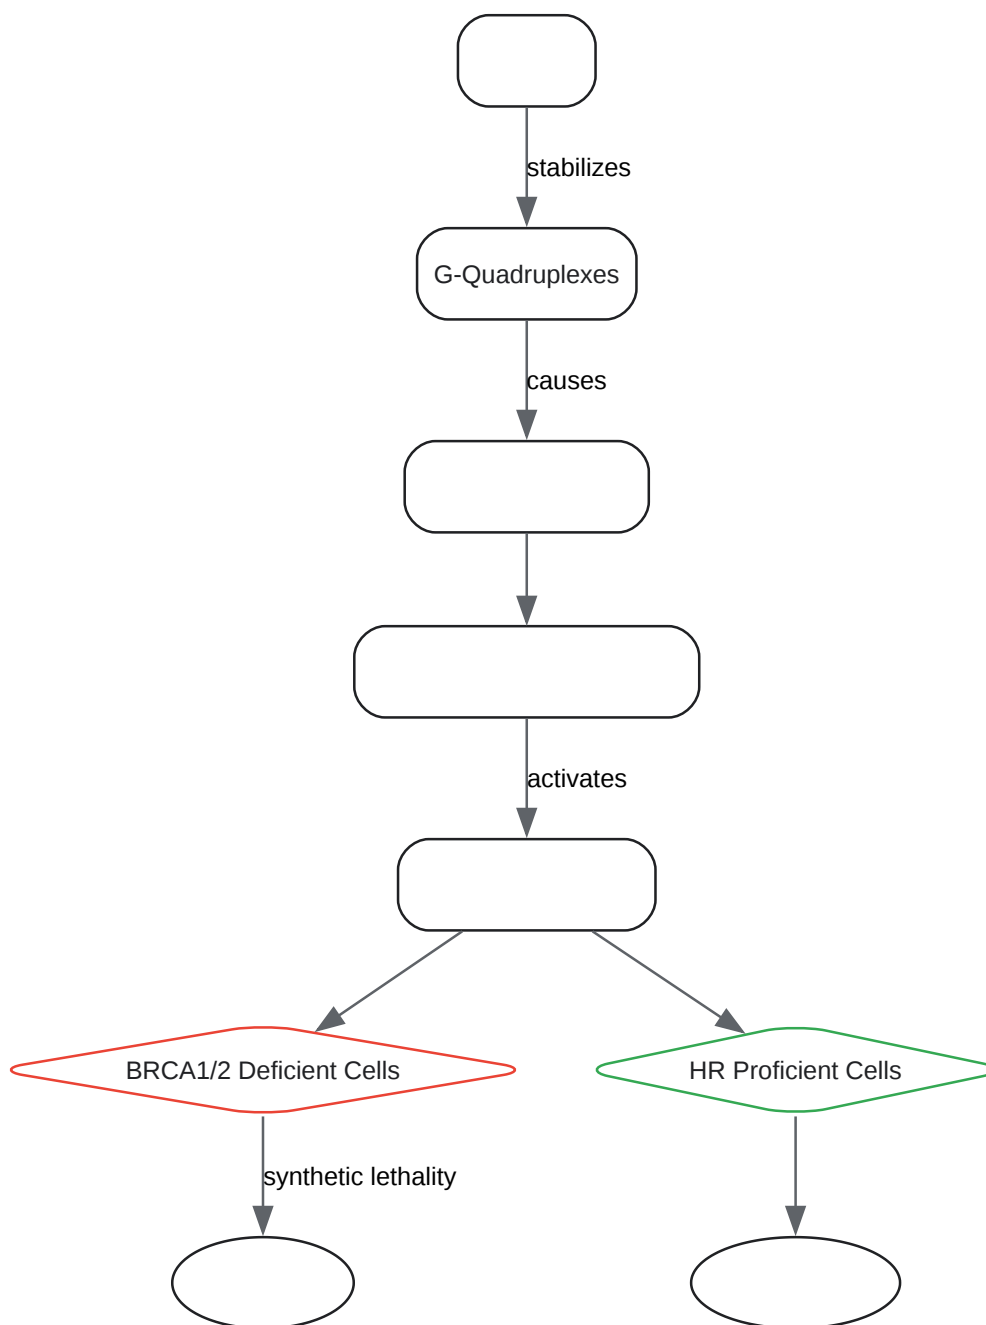 stabilizes
G-Quadruplexes
causes
activates
BRCA1/2 Deficient Cells
HR Proficient Cells
synthetic lethality